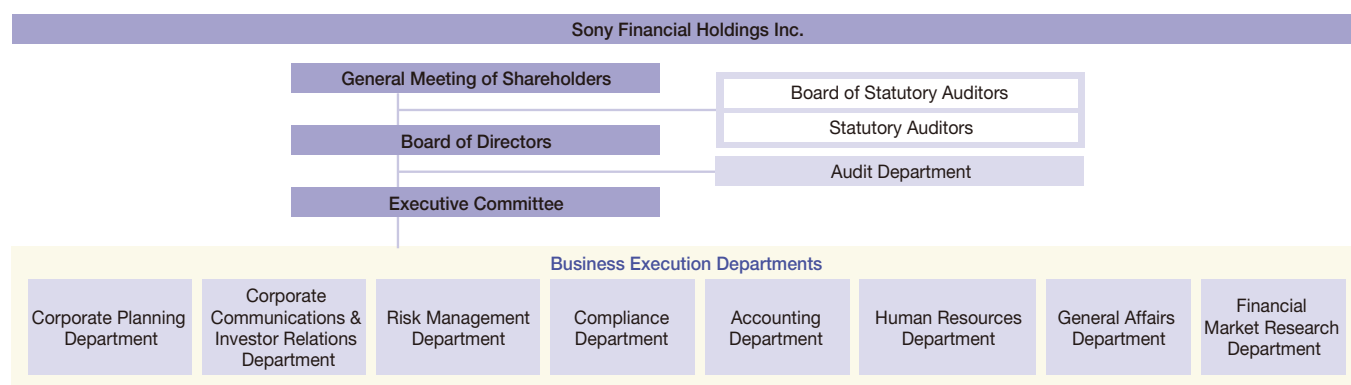 Sony Financial Holdings Inc.
General Meeting of Shareholders
Board of Statutory Auditors
Statutory Auditors
Board of Directors
Audit Department
Executive Committee
Business Execution Departments
Corporate Planning
Department
Corporate
Communications &
Investor Relations
Department
Risk Management
Department
Compliance
Department
Accounting
Department
Human Resources
Department
General Affairs
Department
Financial
Market Research
Department